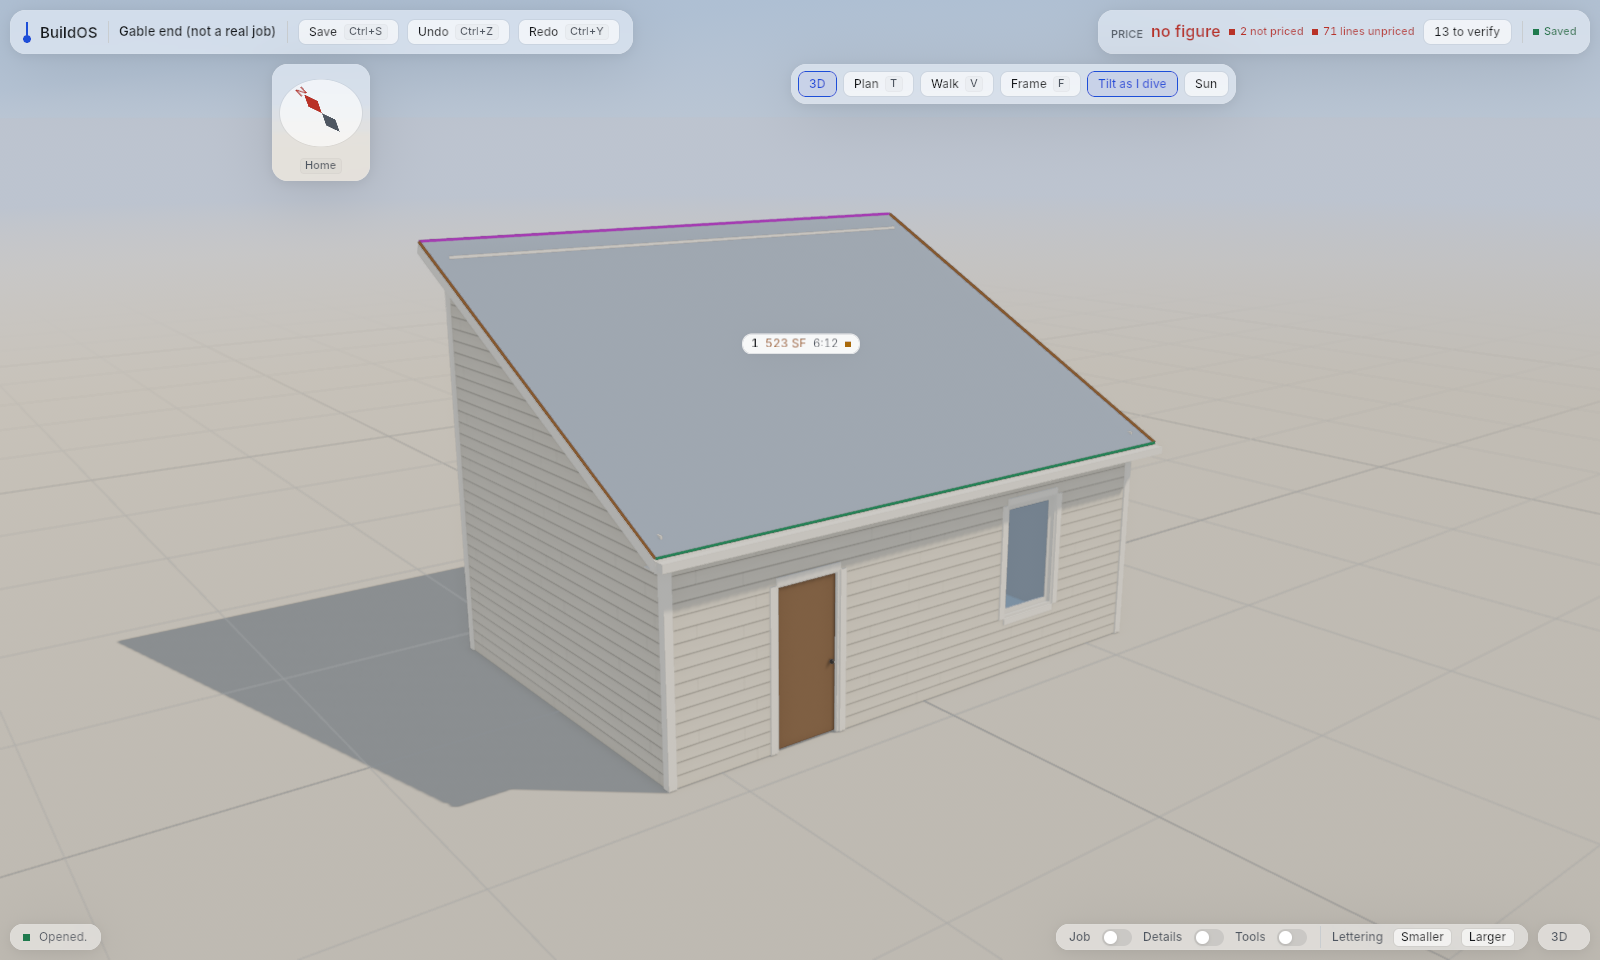 BuildOS Gable end (not a real job) Save Ctrl+S Undo Ctrl+Z Redo Ctrl+Y
PRICE no figure 2 not priced 71 lines unpriced 13 to verify Saved
3D Plan T Walk V Frame F Tilt as I dive Sun
N
Home
1 523 SF 6:12
Opened.
Job Details Tools Lettering Smaller Larger 3D